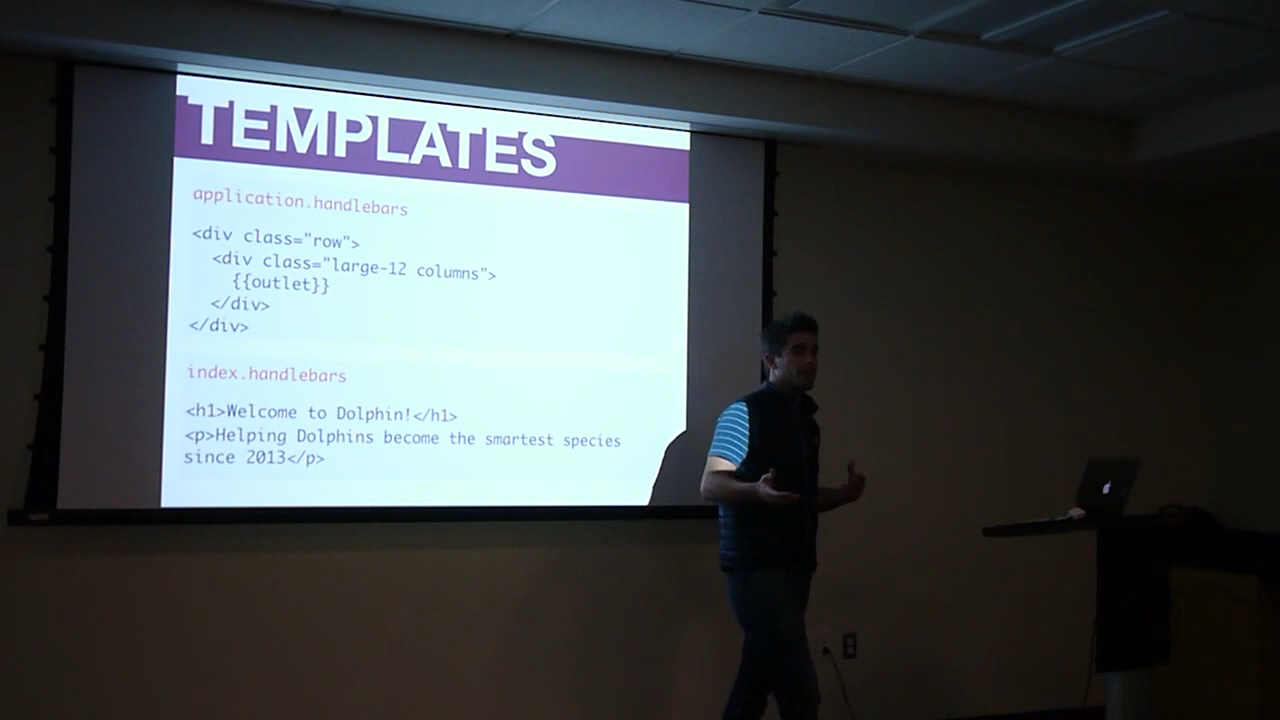 TEMPLATES
application.handlebars
<div class="row">
<div class="large-12 columns">
{{outlet}}
</div>
</div>
index.handlebars
<h1>Welcome to Dolphin!</h1>
<p>Helping Dolphins become the smartest species
since 2013</p>